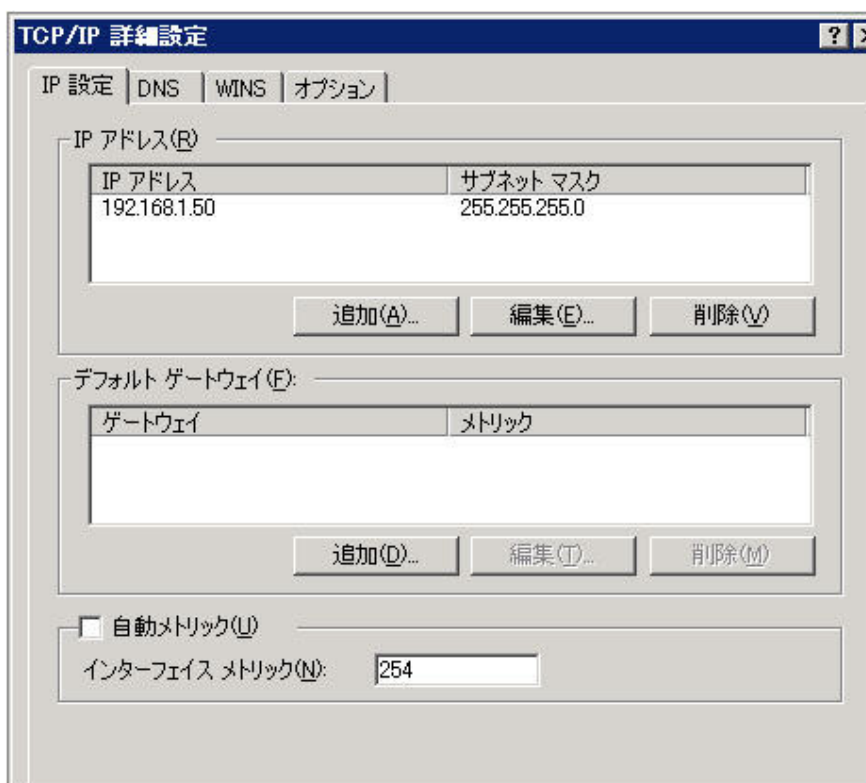 TCP/IP 詳細設定
IP 設定 DNS WINS オプション
IP アドレス(R)
IP アドレス サブネット マスク
192.168.1.50 255.255.255.0
追加(A)... 編集(E)... 削除(V)
デフォルト ゲートウェイ(F):
ゲートウェイ メトリック
追加(D)... 編集(T)... 削除(M)
自動メトリック(U)
インターフェイス メトリック(N): 254